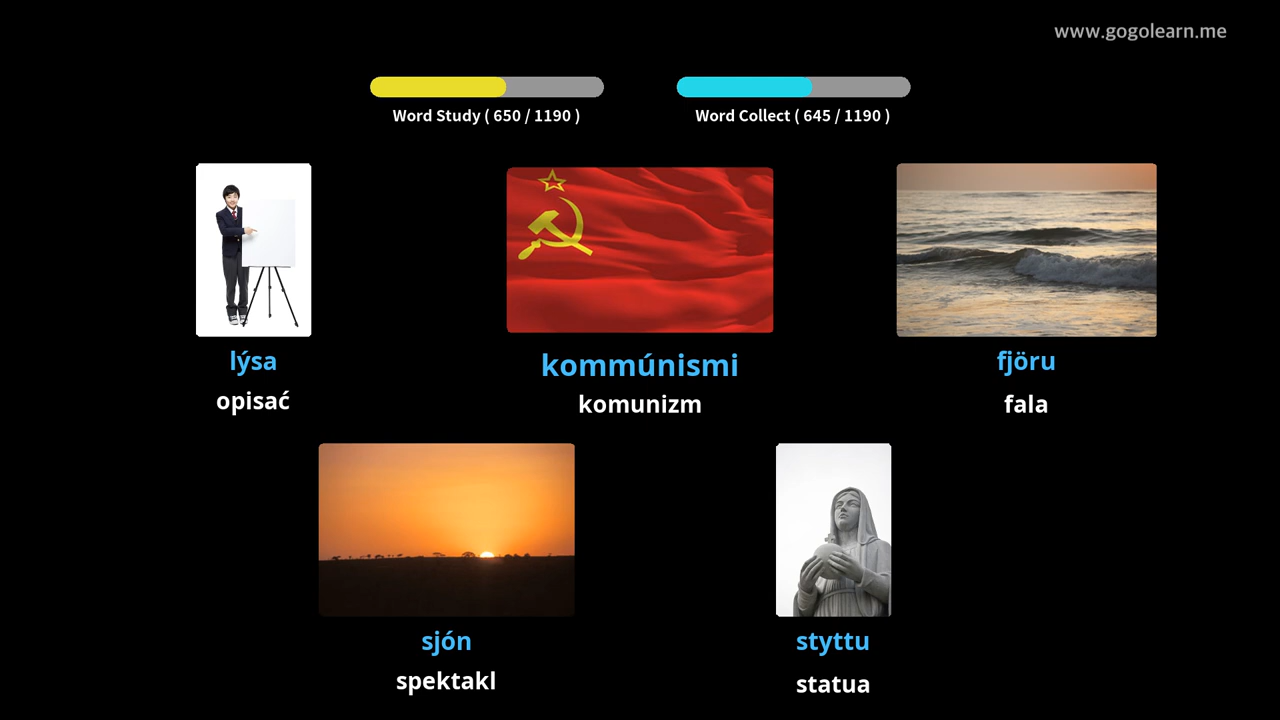 www.gogolearn.me
Word Study ( 650 / 1190 )
Word Collect ( 645 / 1190 )
lýsa
opisać
kommúnismi
komunizm
fjöru
fala
sjón
spektakl
styttu
statua